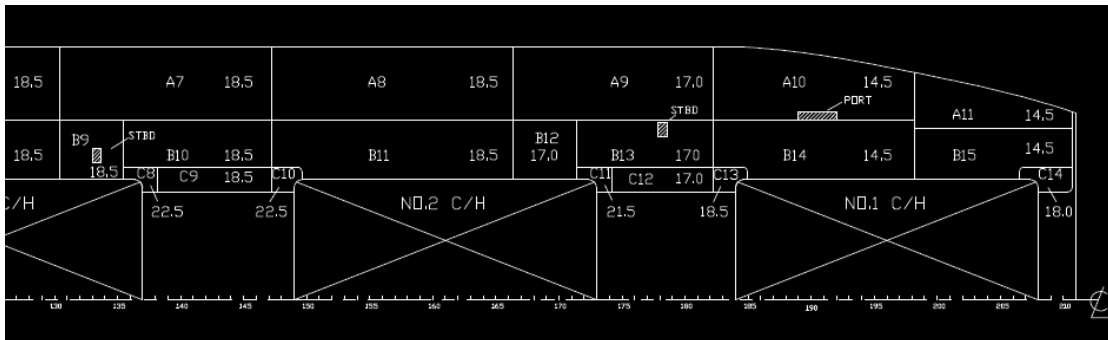 18.5 A7 18.5 A8 18.5 A9 17.0 A10 14.5
PORT
STBD
A11 14.5
B9 STBD
B12
18.5 B10 18.5 B11 18.5 17.0 B13 170 B14 14.5 B15 14.5
18.5 C8 C9 18.5 C10 C11 C12 17.0 C13 C14
C/H NO.2 C/H NO.1 C/H
22.5 22.5 21.5 18.5 18.0
130 135 140 145 150 155 160 165 170 175 180 185 190 195 200 205 210